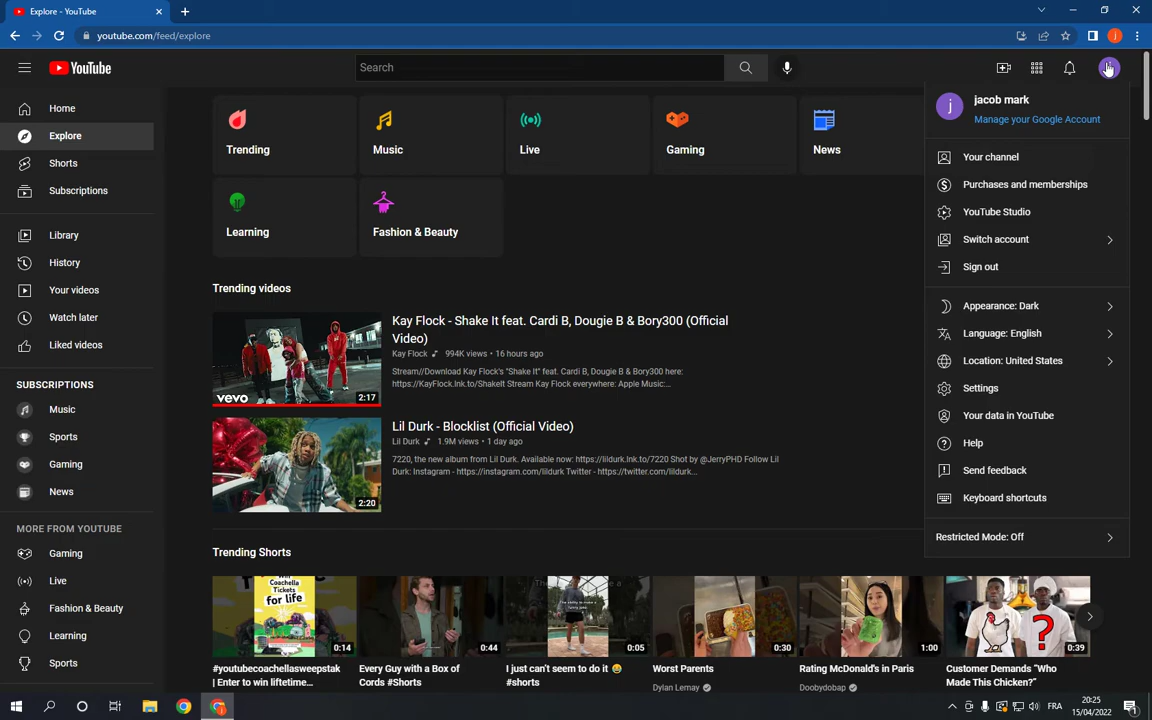 Explore - YouTube
youtube.com/feed/explore
j
YouTube
Search
Home
Explore
Shorts
Subscriptions
Library
History
Your videos
Watch later
Liked videos
SUBSCRIPTIONS
Music
Sports
Gaming
News
MORE FROM YOUTUBE
Gaming
Live
Fashion & Beauty
Learning
Sports
Trending
Music
Live
Gaming
News
Learning
Fashion & Beauty
Trending videos
Kay Flock - Shake It feat. Cardi B, Dougie B & Bory300 (Official
Video)
Kay Flock 994K views • 16 hours ago
Stream//Download Kay Flock's "Shake It" feat. Cardi B, Dougie B & Bory300 here:
https://KayFlock.lnk.to/ShakeIt Stream Kay Flock everywhere: Apple Music:...
vevo
2:17
Lil Durk - Blocklist (Official Video)
Lil Durk 1.9M views • 1 day ago
7220, the new album from Lil Durk. Available now: https://lildurk.lnk.to/7220 Shot by @JerryPHD Follow Lil
Durk: Instagram - https://instagram.com/lildurk Twitter - https://twitter.com/lildurk...
2:20
Trending Shorts
Coachella
Tickets
for life
0:14
0:44
0:05
0:30
1:00
?
0:39
#youtubecoachellasweepstak
| Enter to win liftetime...
Every Guy with a Box of
Cords #Shorts
I just can't seem to do it 😆
#shorts
Worst Parents
Dylan Lemay
Rating McDonald's in Paris
Doobydobap
Customer Demands "Who
Made This Chicken?"
j
jacob mark
Manage your Google Account
Your channel
Purchases and memberships
YouTube Studio
Switch account
Sign out
Appearance: Dark
Language: English
Location: United States
Settings
Your data in YouTube
Help
Send feedback
Keyboard shortcuts
Restricted Mode: Off
FRA
20:25
15/04/2022
1